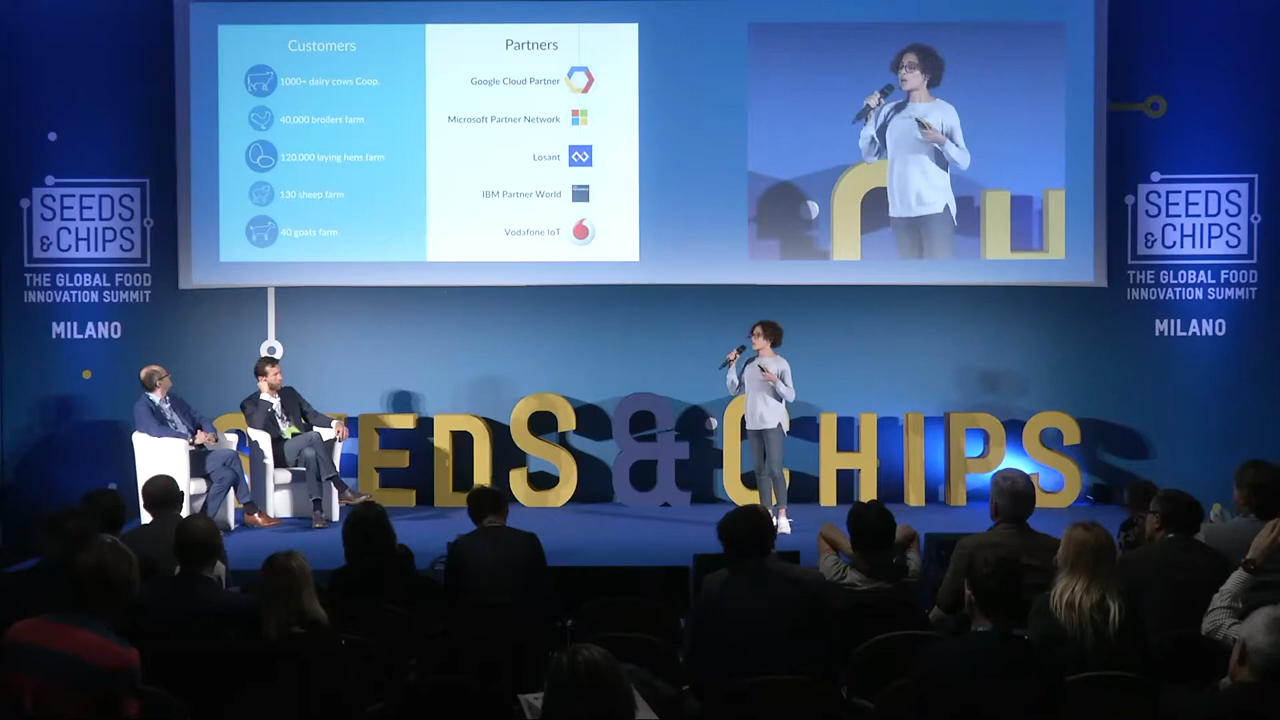 Customers
1000+ dairy cows Coop.
40,000 broilers farm
120,000 laying hens farm
130 sheep farm
40 goats farm
Partners
Google Cloud Partner
Microsoft Partner Network
Losant
IBM Partner World
Vodafone IoT
SEEDS
&CHIPS
THE GLOBAL FOOD
INNOVATION SUMMIT
MILANO
SEEDS
&CHIPS
THE GLOBAL FOOD
INNOVATION SUMMIT
MILANO
SEEDS & CHIPS